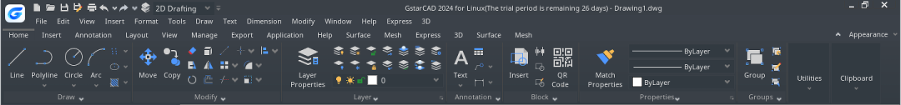 2D Drafting GstarCAD 2024 for Linux(The trial period is remaining 26 days) - Drawing1.dwg
File Edit View Insert Format Tools Draw Text Dimension Modify Window Help Express 3D
Home Insert Annotation Layout View Manage Export Application Help Surface Mesh Express 3D Surface Mesh Appearance
Line Polyline Circle Arc Move Copy Layer Properties 0 Text Insert QR Code Match Properties ByLayer ByLayer ByLayer Group Utilities Clipboard
Draw Modify Layer Annotation Block Properties Groups